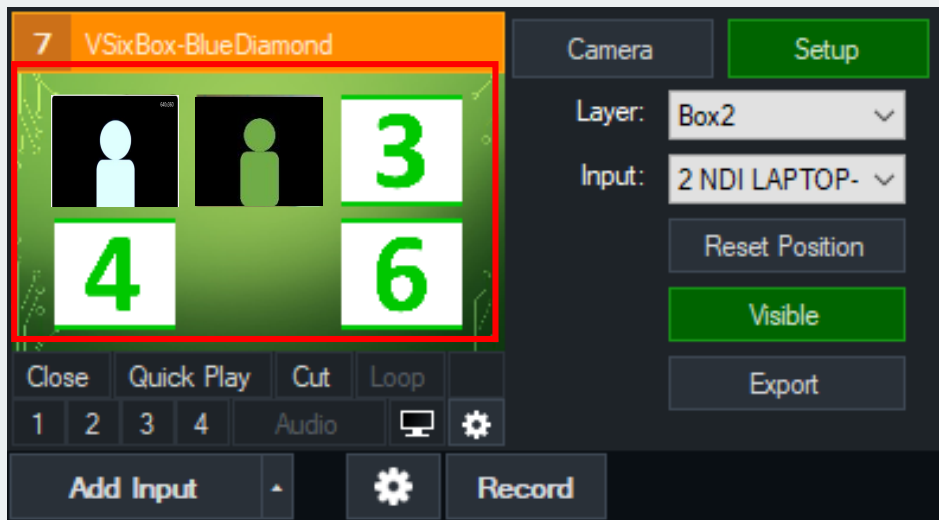 7 VSixBox-BlueDiamond
Camera Setup
Layer: Box2
Input: 2 NDI LAPTOP-
Reset Position
Visible
Export
3
4 6
Close Quick Play Cut Loop
1 2 3 4 Audio
Add Input Record